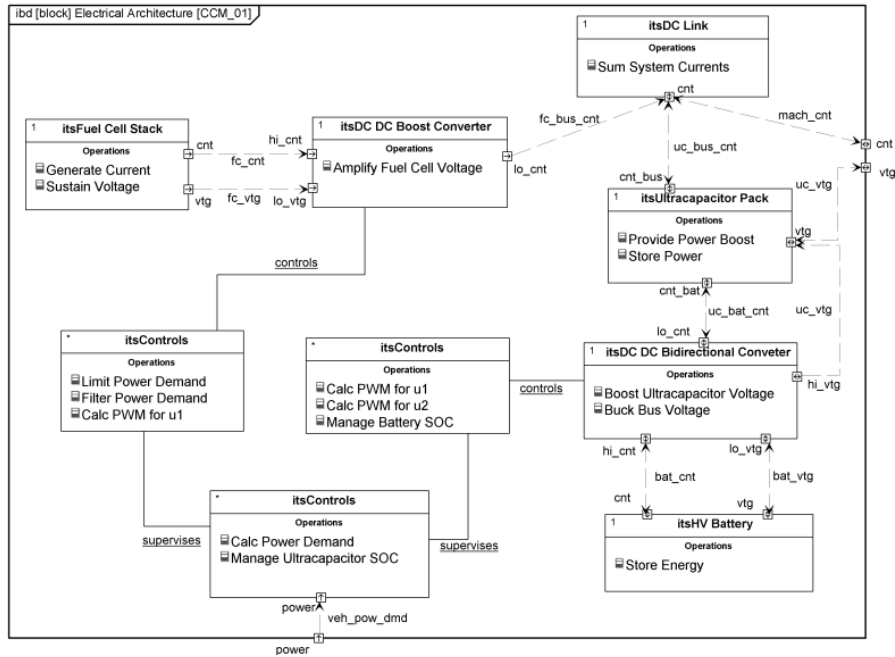 ibd [block] Electrical Architecture [CCM_01]
1
itsDC Link
Operations
Sum System Currents
cnt
fc_bus_cnt
mach_cnt
cnt
vtg
uc_bus_cnt
cnt_bus
uc_vtg
1
itsFuel Cell Stack
Operations
Generate Current
Sustain Voltage
cnt
fc_cnt
hi_cnt
vtg
fc_vtg
lo_vtg
1
itsDC DC Boost Converter
Operations
Amplify Fuel Cell Voltage
lo_cnt
controls
1
itsUltracapacitor Pack
Operations
Provide Power Boost
Store Power
vtg
cnt_bat
uc_bat_cnt
uc_vtg
lo_cnt
1
itsDC DC Bidirectional Conveter
Operations
Boost Ultracapacitor Voltage
Buck Bus Voltage
hi_vtg
hi_cnt
lo_vtg
bat_cnt
bat_vtg
cnt
vtg
*
itsControls
Operations
Limit Power Demand
Filter Power Demand
Calc PWM for u1
*
itsControls
Operations
Calc PWM for u1
Calc PWM for u2
Manage Battery SOC
controls
supervises
supervises
*
itsControls
Operations
Calc Power Demand
Manage Ultracapacitor SOC
power
veh_pow_dmd
power
1
itsHV Battery
Operations
Store Energy